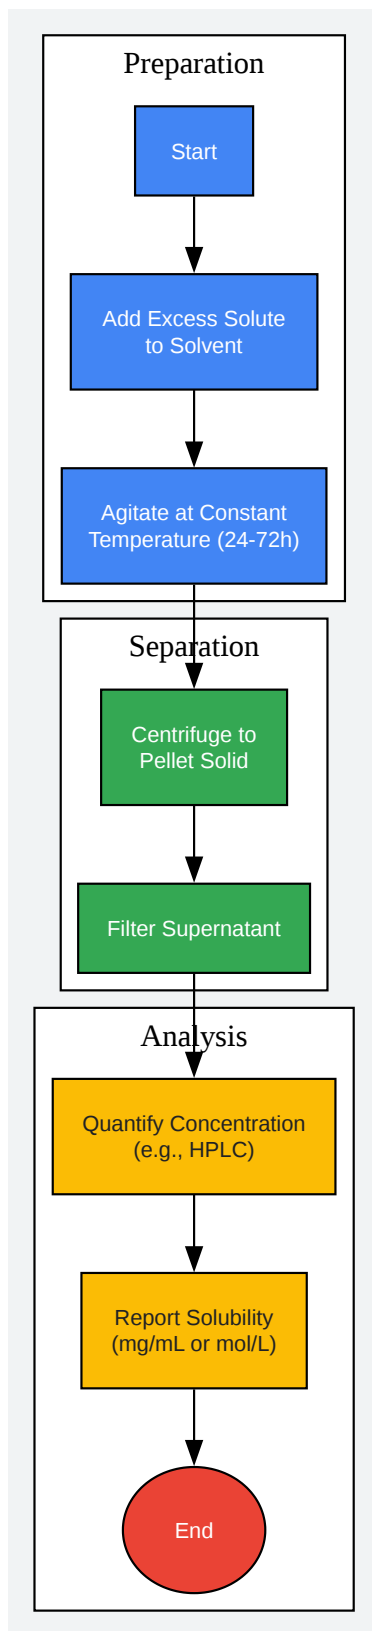 Preparation
Start
Add Excess Solute
to Solvent
Agitate at Constant
Temperature (24-72h)
Separation
Centrifuge to
Pellet Solid
Filter Supernatant
Analysis
Quantify Concentration
(e.g., HPLC)
Report Solubility
(mg/mL or mol/L)
End